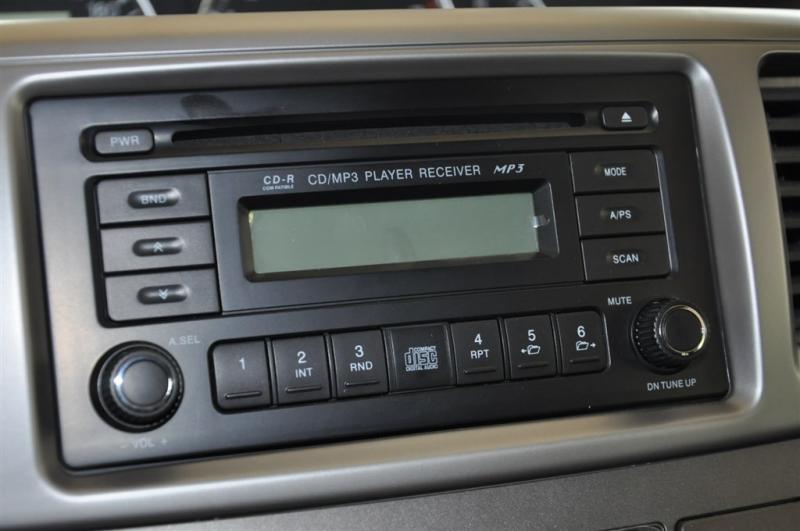 PWR
CD-R
COMPATIBLE
CD/MP3 PLAYER RECEIVER MP3
MODE
BND
A/PS
SCAN
MUTE
A.SEL
1
2
INT
3
RND
COMPACT
disc
DIGITAL AUDIO
4
RPT
5
6
DN TUNE UP
- VOL +